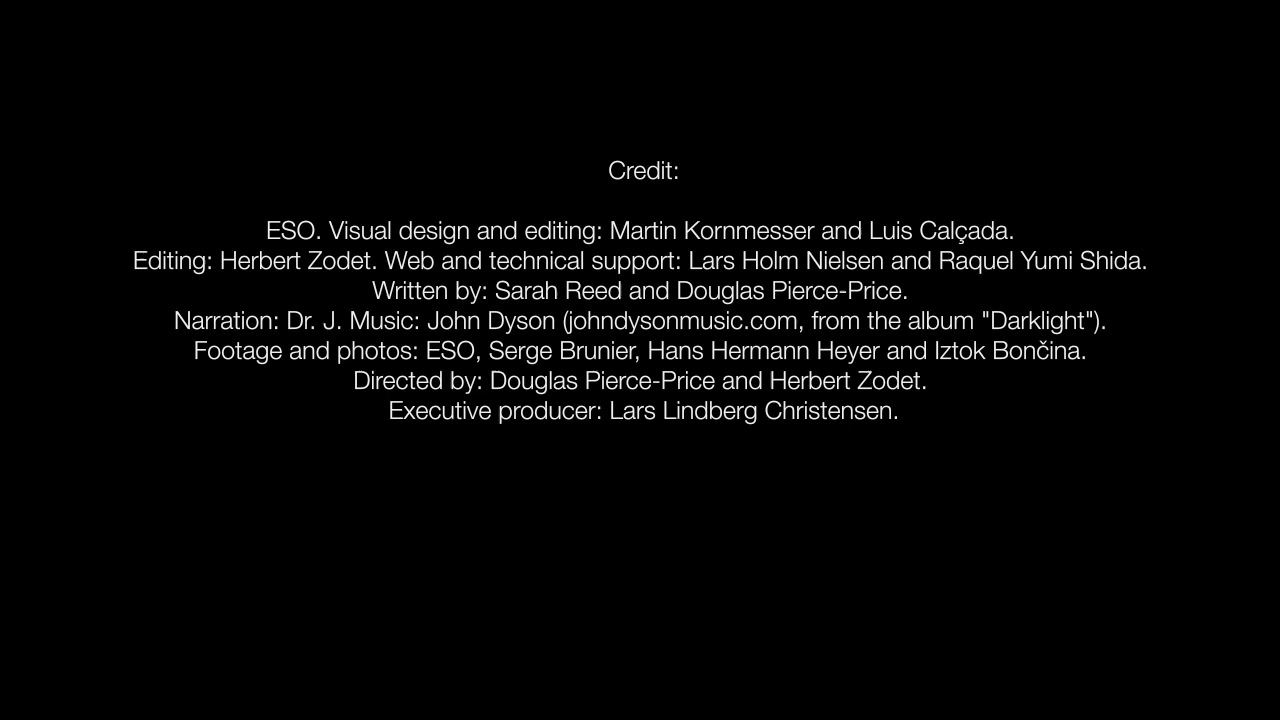 Credit:
ESO. Visual design and editing: Martin Kornmesser and Luis Calçada.
Editing: Herbert Zodet. Web and technical support: Lars Holm Nielsen and Raquel Yumi Shida.
Written by: Sarah Reed and Douglas Pierce-Price.
Narration: Dr. J. Music: John Dyson (johndysonmusic.com, from the album "Darklight").
Footage and photos: ESO, Serge Brunier, Hans Hermann Heyer and Iztok Bončina.
Directed by: Douglas Pierce-Price and Herbert Zodet.
Executive producer: Lars Lindberg Christensen.